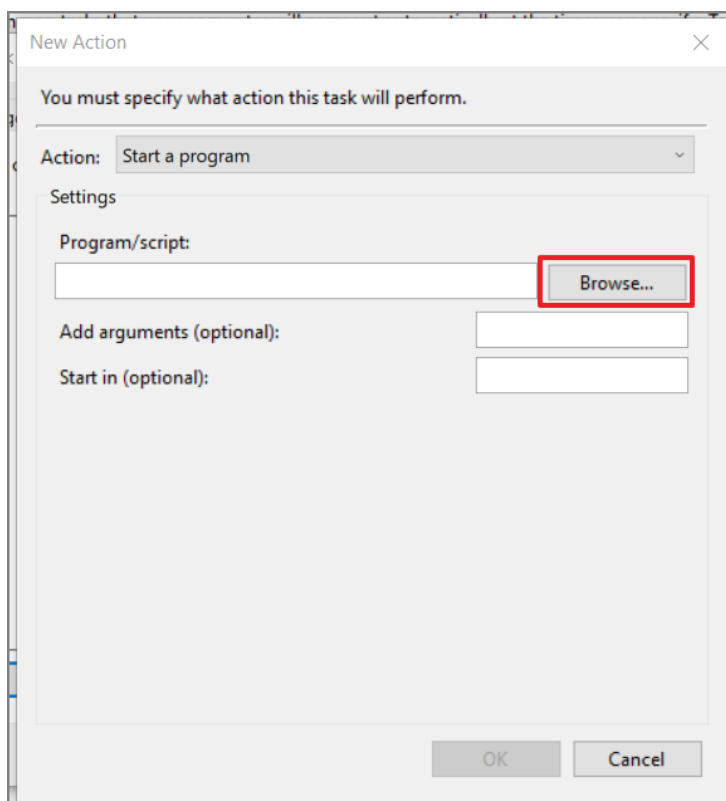 New Action
You must specify what action this task will perform.
Action: Start a program
Settings
Program/script:
Browse...
Add arguments (optional):
Start in (optional):
OK Cancel